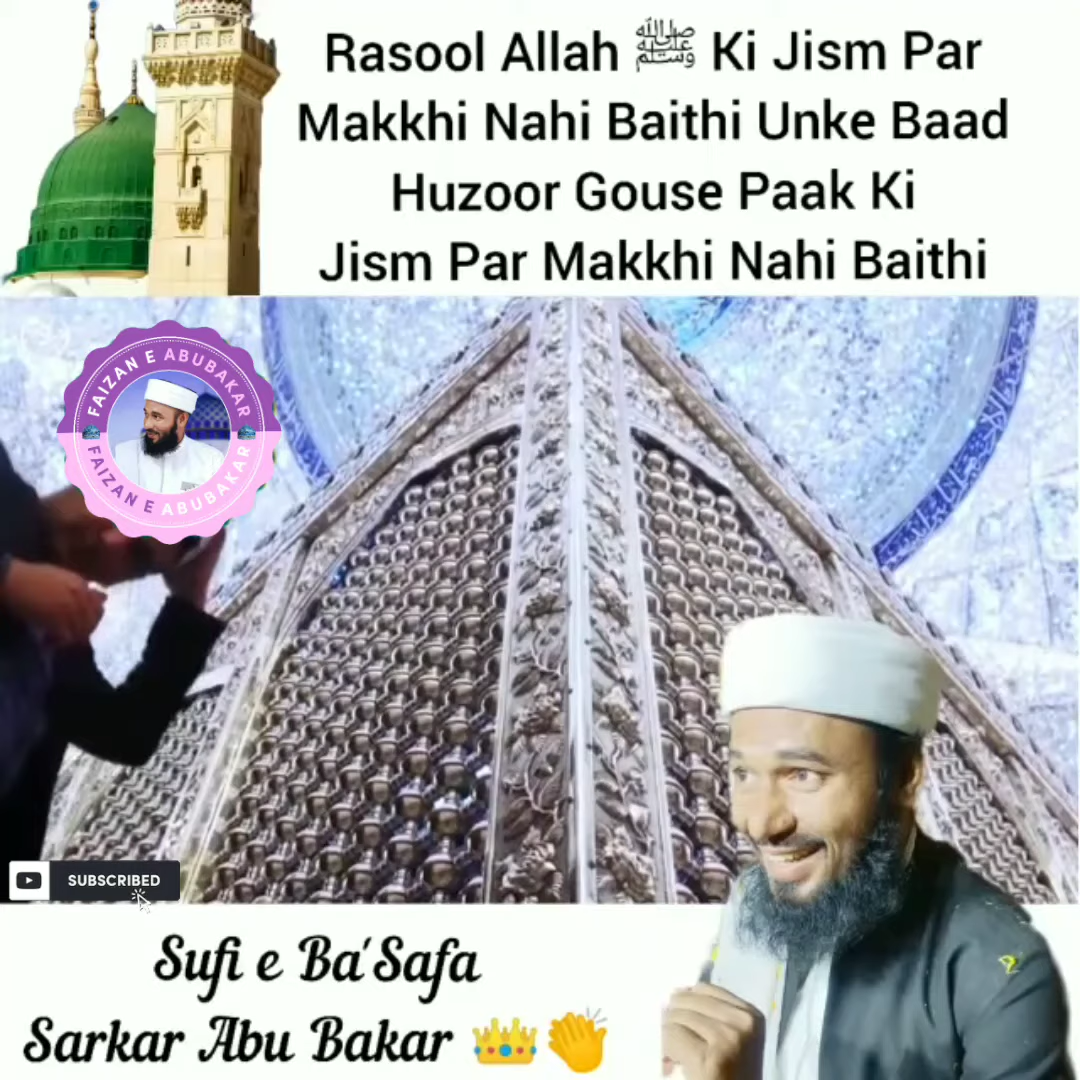 Rasool Allah ﷺ Ki Jism Par
Makkhi Nahi Baithi Unke Baad
Huzoor Gouse Paak Ki
Jism Par Makkhi Nahi Baithi
FAIZAN E ABUBAKAR
FAIZAN E ABUBAKAR
SUBSCRIBED
Sufi e Ba'Safa
Sarkar Abu Bakar 👑👏